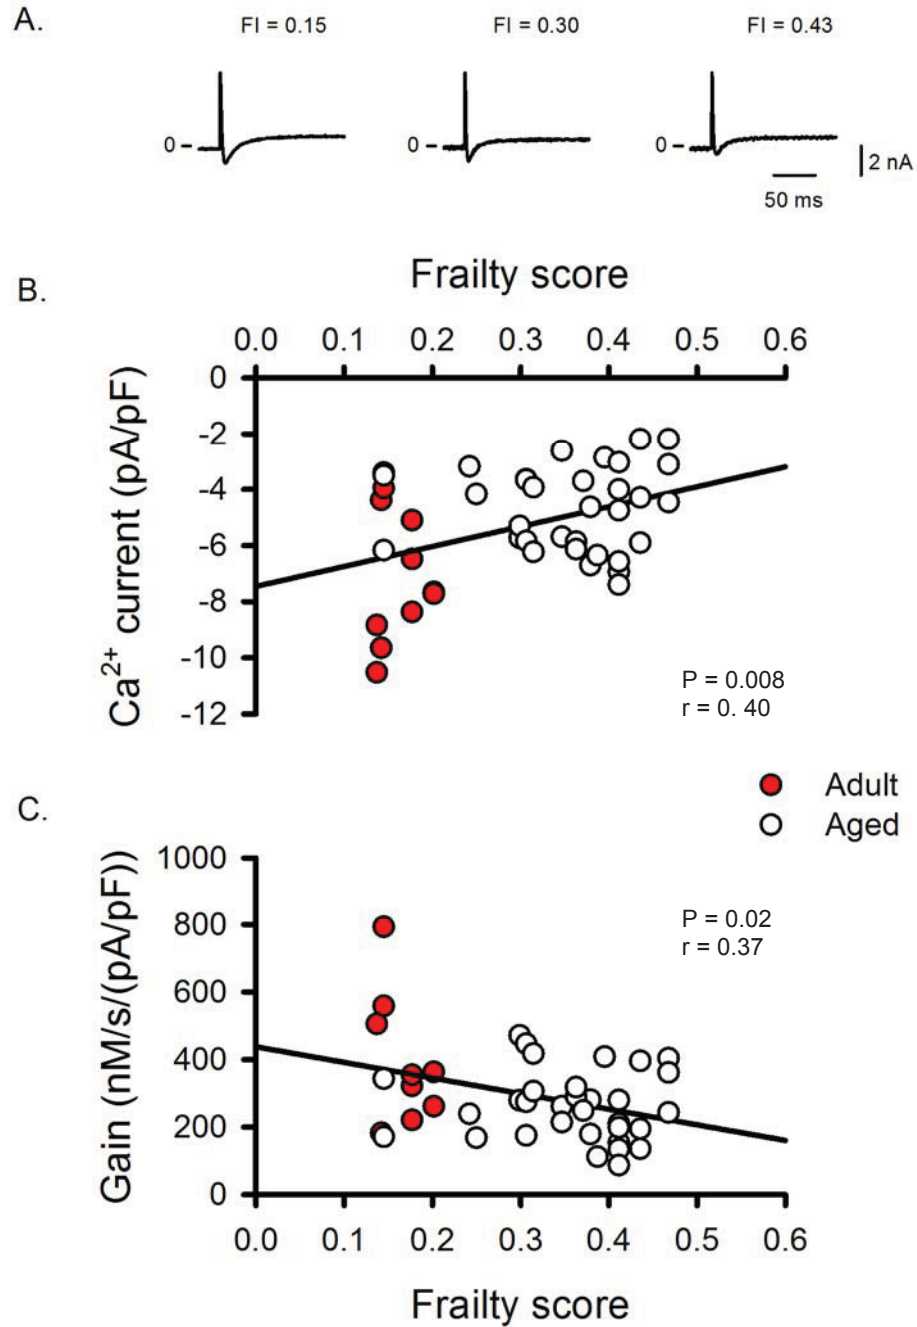 A.
FI = 0.15 FI = 0.30 FI = 0.43
0 0 0
2 nA
50 ms
B.
Frailty score
0.0 0.1 0.2 0.3 0.4 0.5 0.6
Ca2+ current (pA/pF)
0
-2
-4
-6
-8
-10
-12
P = 0.008
r = 0. 40
Adult
Aged
C.
Gain (nM/s/(pA/pF))
1000
800
600
400
200
0
P = 0.02
r = 0.37
0.0 0.1 0.2 0.3 0.4 0.5 0.6
Frailty score